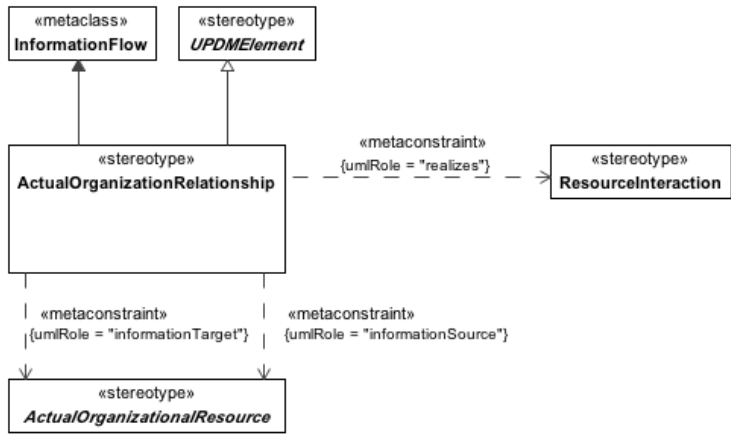 «metaclass»
InformationFlow
«stereotype»
UPDMElement
«stereotype»
ActualOrganizationRelationship
«metaconstraint»
{umlRole = "realizes"}
«stereotype»
ResourceInteraction
«metaconstraint»
{umlRole = "informationTarget"}
«metaconstraint»
{umlRole = "informationSource"}
«stereotype»
ActualOrganizationalResource